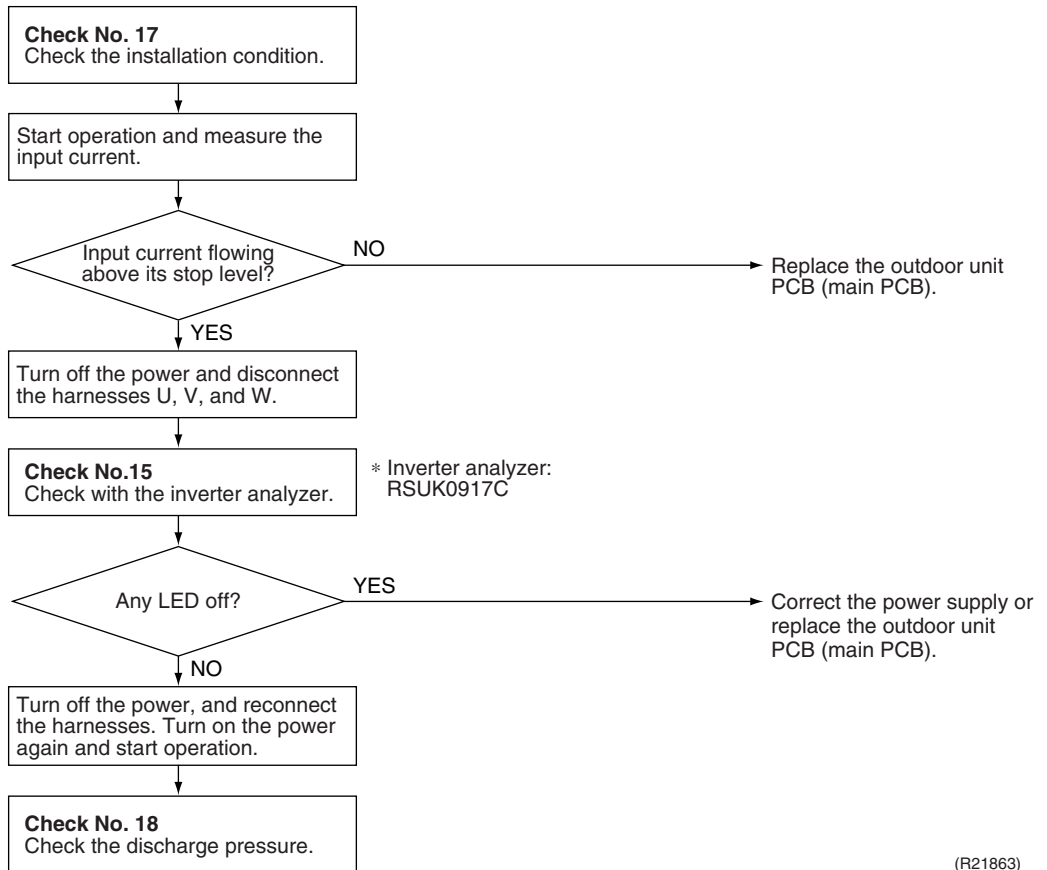 Check No. 17
Check the installation condition.
Start operation and measure the
input current.
Input current flowing
above its stop level?
NO
Replace the outdoor unit
PCB (main PCB).
YES
Turn off the power and disconnect
the harnesses U, V, and W.
Check No.15
Check with the inverter analyzer.
* Inverter analyzer:
RSUK0917C
Any LED off?
YES
Correct the power supply or
replace the outdoor unit
PCB (main PCB).
NO
Turn off the power, and reconnect
the harnesses. Turn on the power
again and start operation.
Check No. 18
Check the discharge pressure.
(R21863)